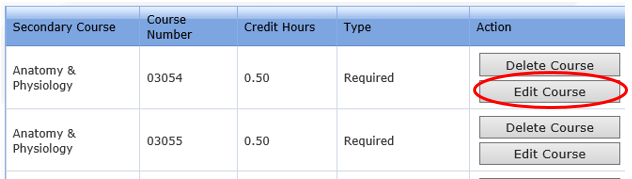 Secondary Course Course Number Credit Hours Type Action
Anatomy & Physiology 03054 0.50 Required Delete Course
Edit Course
Anatomy & Physiology 03055 0.50 Required Delete Course
Edit Course